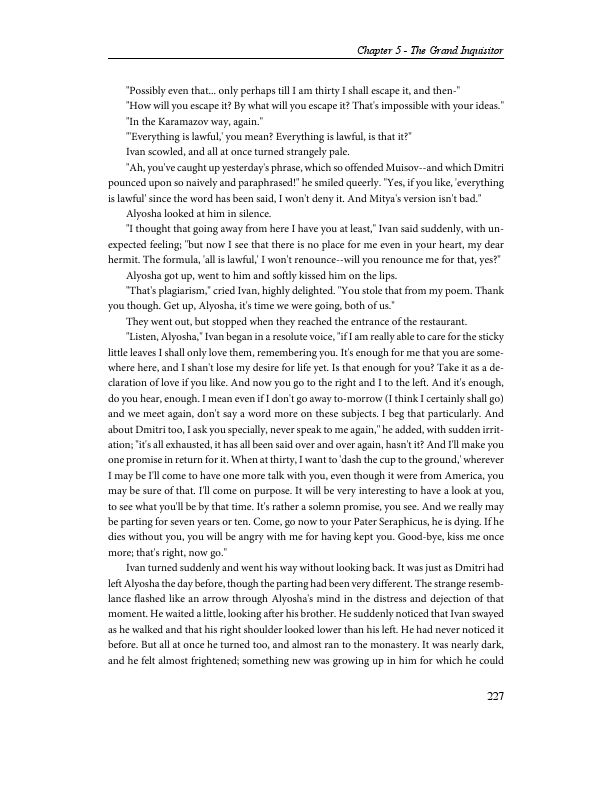 Chapter 5 - The Grand Inquisitor
"Possibly even that... only perhaps till I am thirty I shall escape it, and then-"
"How will you escape it? By what will you escape it? That's impossible with your ideas."
"In the Karamazov way, again."
"'Everything is lawful,' you mean? Everything is lawful, is that it?"
Ivan scowled, and all at once turned strangely pale.
"Ah, you've caught up yesterday's phrase, which so offended Muisov--and which Dmitri
pounced upon so naively and paraphrased!" he smiled queerly. "Yes, if you like, 'everything
is lawful' since the word has been said, I won't deny it. And Mitya's version isn't bad."
Alyosha looked at him in silence.
"I thought that going away from here I have you at least," Ivan said suddenly, with un-
expected feeling; "but now I see that there is no place for me even in your heart, my dear
hermit. The formula, 'all is lawful,' I won't renounce--will you renounce me for that, yes?"
Alyosha got up, went to him and softly kissed him on the lips.
"That's plagiarism," cried Ivan, highly delighted. "You stole that from my poem. Thank
you though. Get up, Alyosha, it's time we were going, both of us."
They went out, but stopped when they reached the entrance of the restaurant.
"Listen, Alyosha," Ivan began in a resolute voice, "if I am really able to care for the sticky
little leaves I shall only love them, remembering you. It's enough for me that you are some-
where here, and I shan't lose my desire for life yet. Is that enough for you? Take it as a de-
claration of love if you like. And now you go to the right and I to the left. And it's enough,
do you hear, enough. I mean even if I don't go away to-morrow (I think I certainly shall go)
and we meet again, don't say a word more on these subjects. I beg that particularly. And
about Dmitri too, I ask you specially, never speak to me again," he added, with sudden irrit-
ation; "it's all exhausted, it has all been said over and over again, hasn't it? And I'll make you
one promise in return for it. When at thirty, I want to 'dash the cup to the ground,' wherever
I may be I'll come to have one more talk with you, even though it were from America, you
may be sure of that. I'll come on purpose. It will be very interesting to have a look at you,
to see what you'll be by that time. It's rather a solemn promise, you see. And we really may
be parting for seven years or ten. Come, go now to your Pater Seraphicus, he is dying. If he
dies without you, you will be angry with me for having kept you. Good-bye, kiss me once
more; that's right, now go."
Ivan turned suddenly and went his way without looking back. It was just as Dmitri had
left Alyosha the day before, though the parting had been very different. The strange resemb-
lance flashed like an arrow through Alyosha's mind in the distress and dejection of that
moment. He waited a little, looking after his brother. He suddenly noticed that Ivan swayed
as he walked and that his right shoulder looked lower than his left. He had never noticed it
before. But all at once he turned too, and almost ran to the monastery. It was nearly dark,
and he felt almost frightened; something new was growing up in him for which he could
227